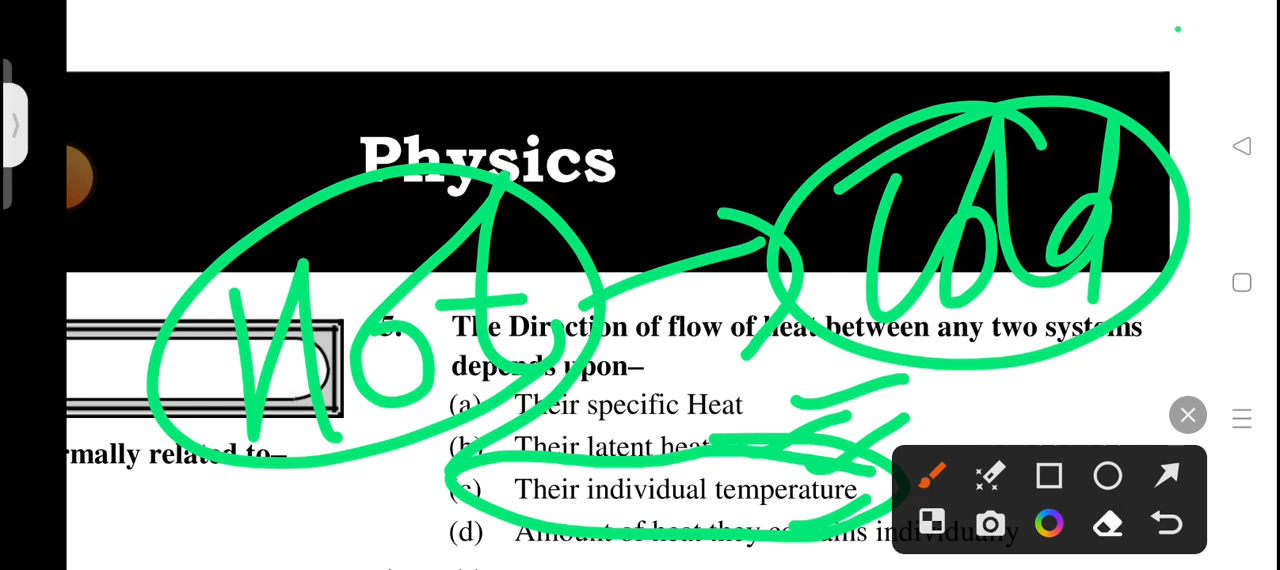 Physics
Hot
Cold
5. The Direction of flow of heat between any two systems
depends upon–
(a) Their specific Heat
(b) Their latent heat
rmally related to–
(c) Their individual temperature
(d) Amount of heat they contains individually